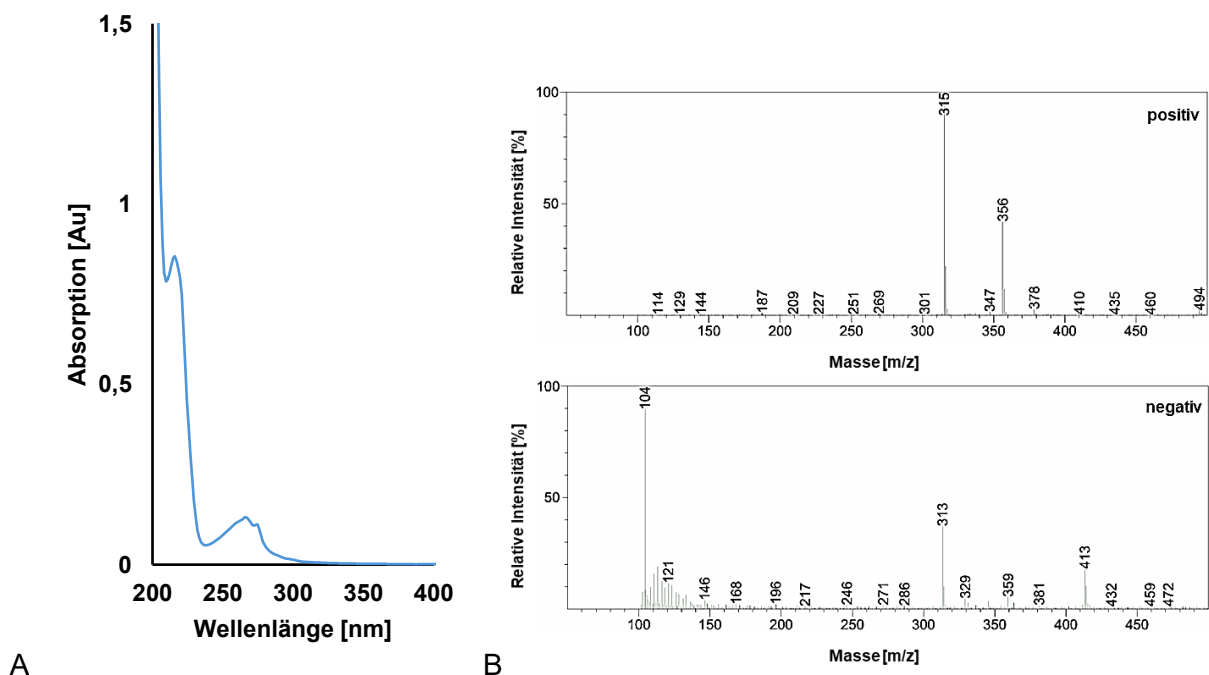 1,5
1
0,5
0
200 250 300 350 400
Absorption [Au]
Wellenlänge [nm]
A
100
50
Relative Intensität [%]
positiv
315
356
114 129 144 187 209 227 251 269 301 347 378 410 435 460 494
100 150 200 250 300 350 400 450
Masse [m/z]
100
50
Relative Intensität [%]
negativ
104
313
413
121 146 168 196 217 246 271 286 329 359 381 432 459 472
100 150 200 250 300 350 400 450
Masse [m/z]
B